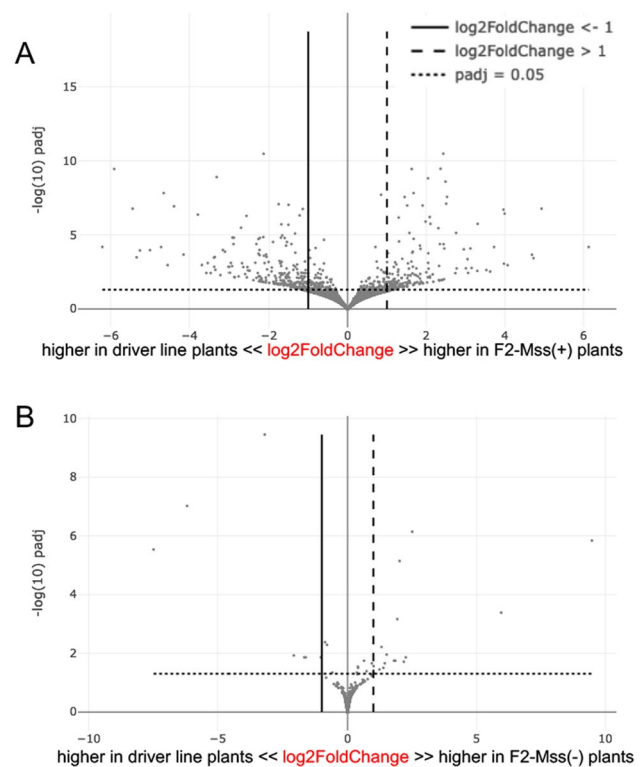 A
log2FoldChange <- 1
log2FoldChange > 1
padj = 0.05
-log(10) padj
15
10
5
0
−6 −4 −2 0 2 4 6
higher in driver line plants << log2FoldChange >> higher in F2-Mss(+) plants
B
-log(10) padj
10
8
6
4
2
0
−10 −5 0 5 10
higher in driver line plants << log2FoldChange >> higher in F2-Mss(-) plants